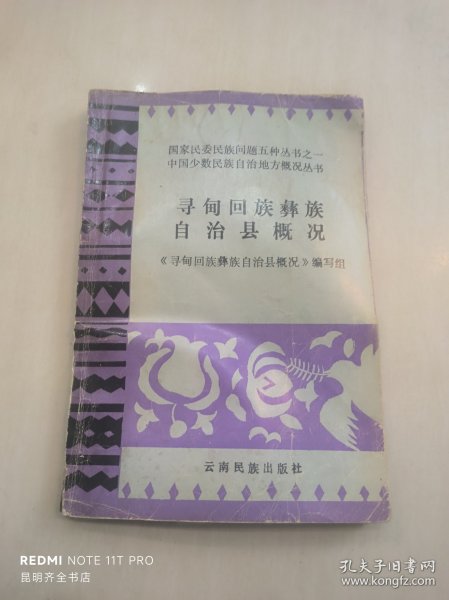 国家民委民族问题五种丛书之一
中国少数民族自治地方概况丛书
寻甸回族彝族
自治县概况
《寻甸回族彝族自治县概况》编写组
云南民族出版社
REDMI NOTE 11T PRO
昆明齐全书店
孔夫子旧书网
www.kongfz.com